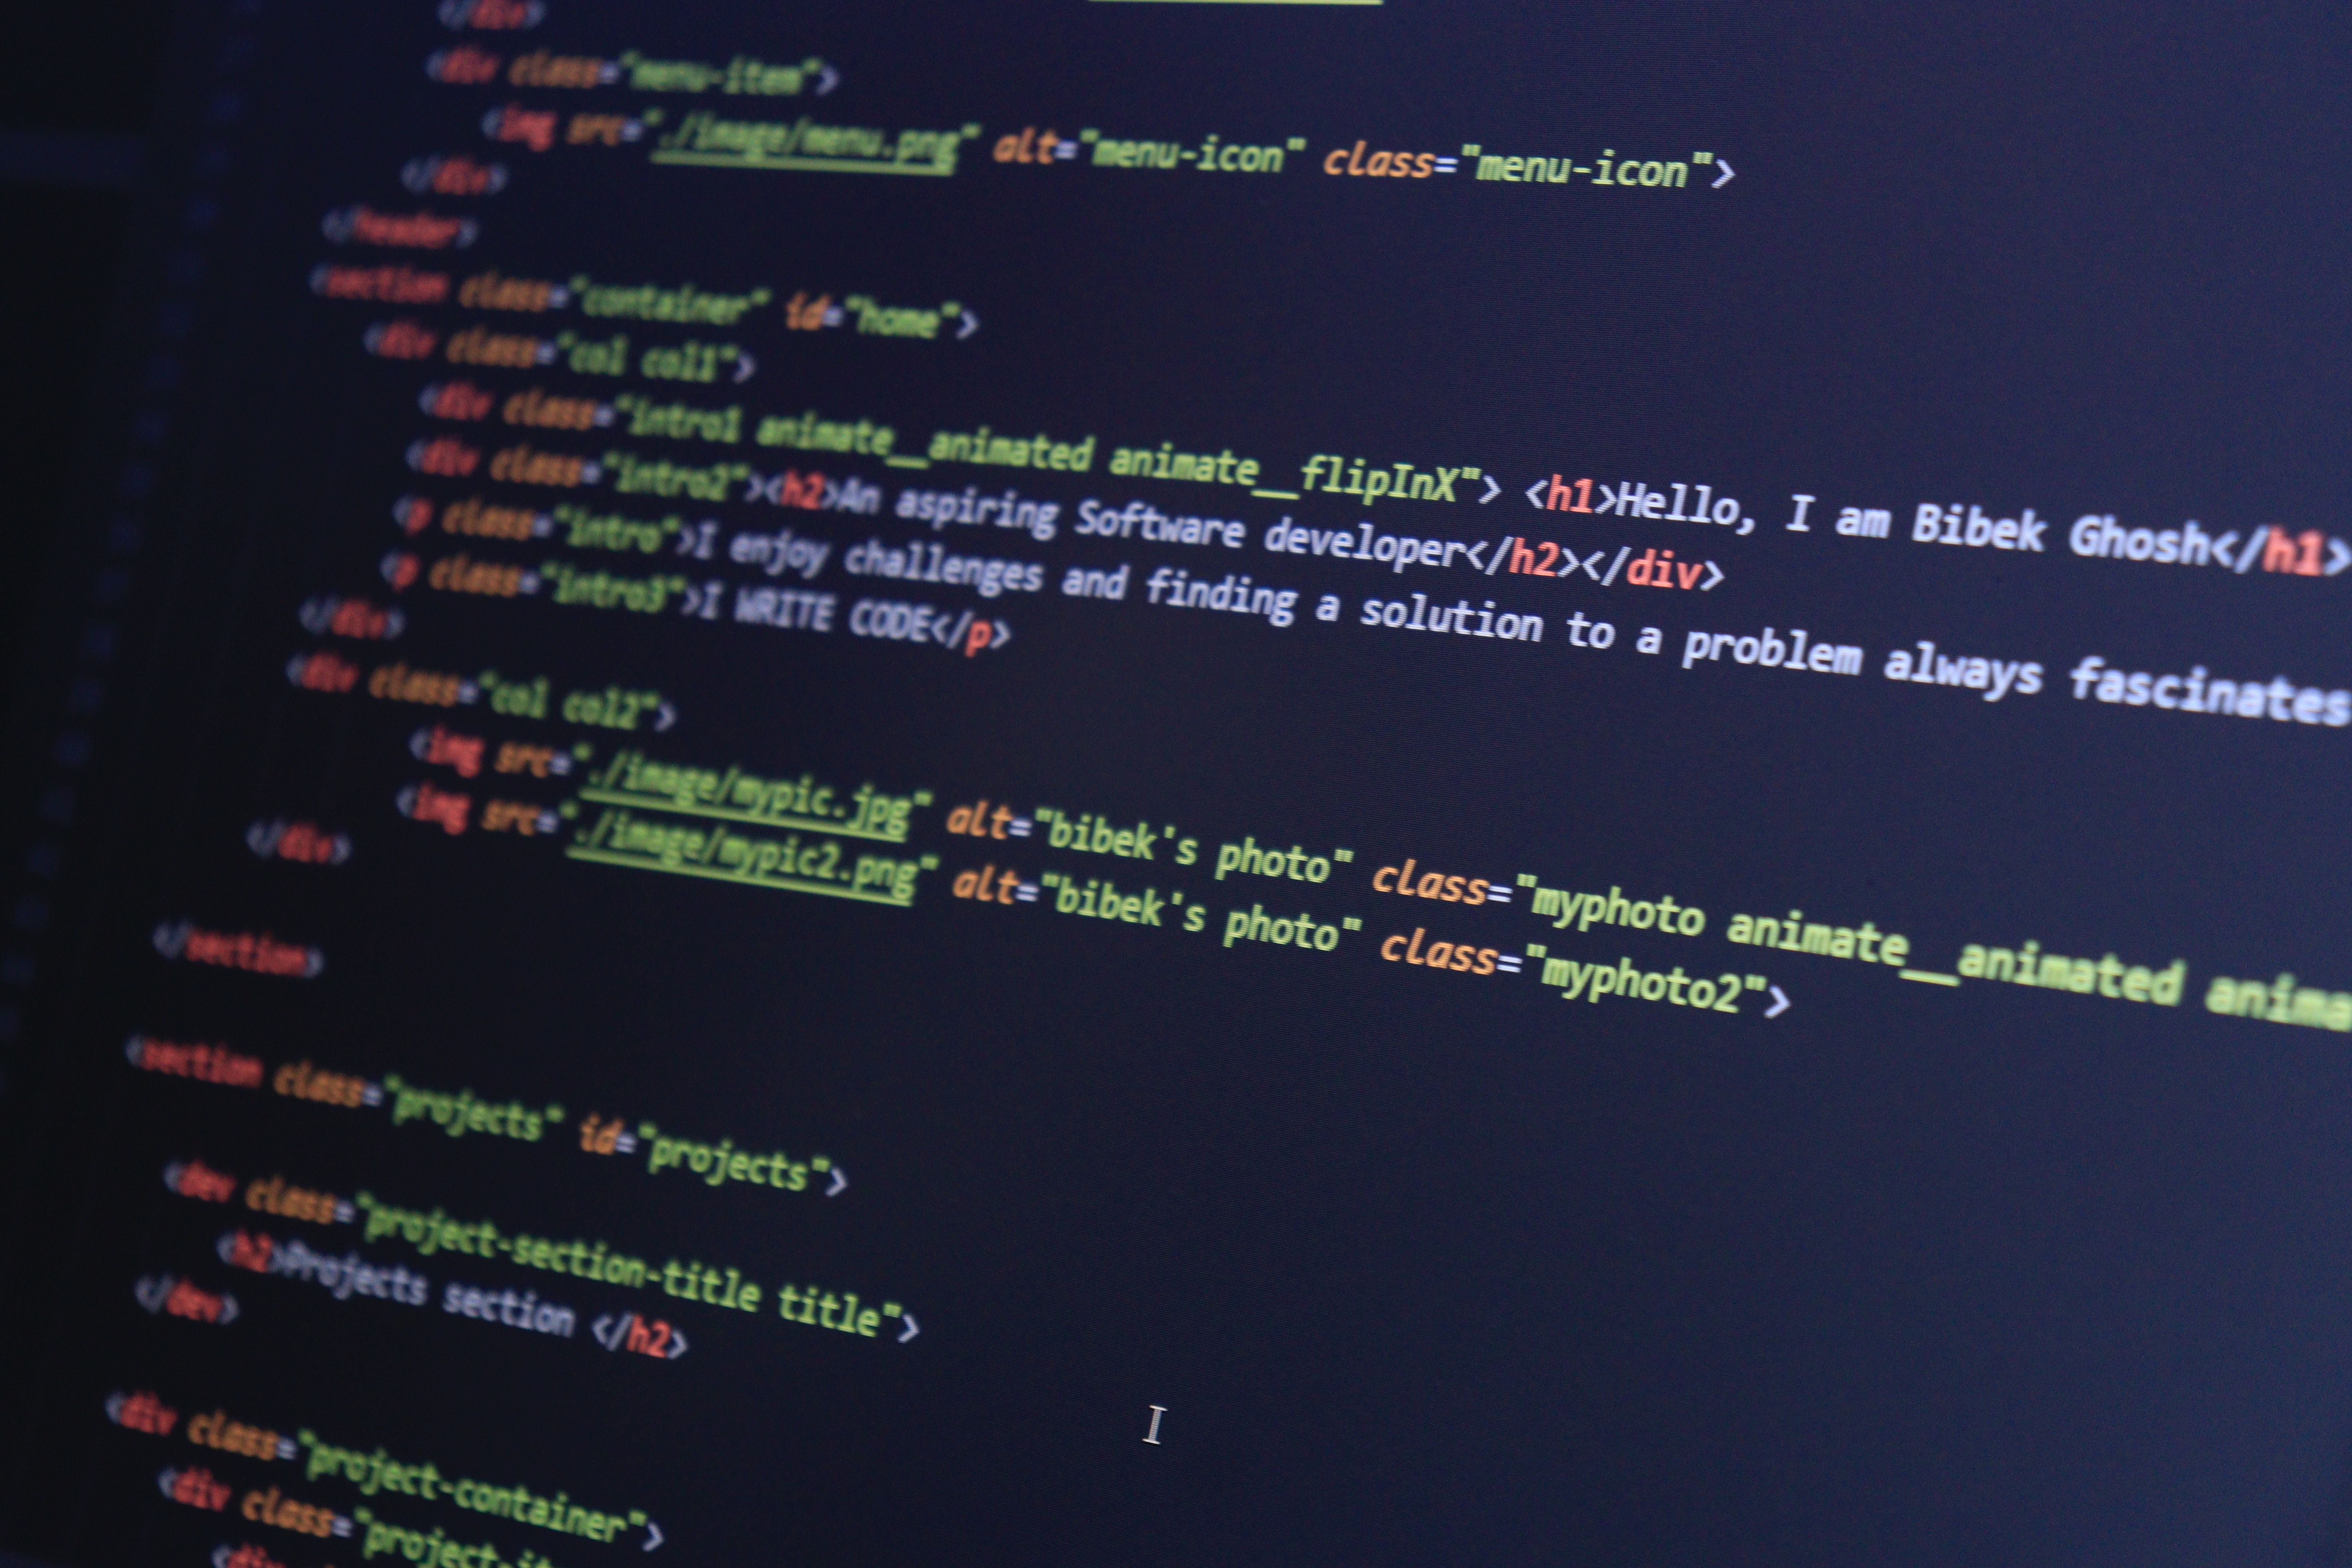 </div>
<div class="menu-item">
<img src="./image/menu.png" alt="menu-icon" class="menu-icon">
</div>
</header>
<section class="container" id="home">
<div class="col col1">
<div class="intro1 animate__animated animate__flipInX"> <h1>Hello, I am Bibek Ghosh</h1>
<div class="intro2"><h2>An aspiring Software developer</h2></div>
<p class="intro">I enjoy challenges and finding a solution to a problem always fascinates
<p class="intro3">I WRITE CODE</p>
</div>
<div class="col col2">
<img src="./image/mypic.jpg" alt="bibek's photo" class="myphoto animate__animated anima
<img src="./image/mypic2.png" alt="bibek's photo" class="myphoto2">
</div>
</section>
<section class="projects" id="projects">
<dev class="project-section-title title">
<h2>Projects section </h2>
</dev>
<div class="project-container">
<div class="project-it
<div